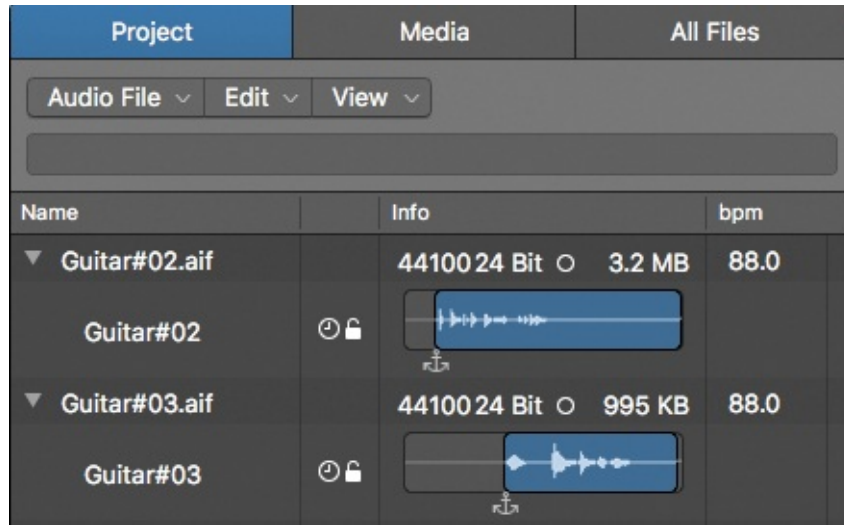 Project Media All Files
Audio File Edit View
Name Info bpm
Guitar#02.aif 44100 24 Bit 3.2 MB 88.0
Guitar#02
Guitar#03.aif 44100 24 Bit 995 KB 88.0
Guitar#03